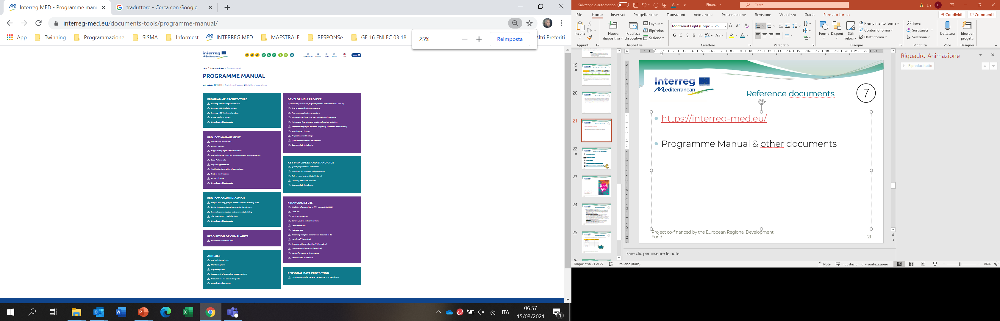 Interreg MED - Programme manu
traduttore - Cerca con Google
interreg-med.eu/documents-tools/programme-manual/
App
Twinning
Programmazione
SISMA
Informest
INTERREG MED
MAESTRALE
RESPONSe
GE 16 ENI EC 03 18
Altri Preferiti
25%
Reimposta
Interreg
Mediterranean
Synergie CTE
Account
Contact
Search
menu
Home > Documents & Tools > Programme manual
PROGRAMME MANUAL
Last update: 03/03/2021 * Project modifications & Eligibility of expenditures
PROGRAMME ARCHITECTURE
Interreg MED strategic framework
Interreg MED Modular project
Interreg MED Horizontal project
Axis 4 Platform project
Download all factsheets
PROJECT MANAGEMENT
Contracting procedures
Project start up
Support for project implementation
Methodological tools for preparation and implementation
Lead Partner role
Reporting procedure
Verification for multimodular projects
Project modifications
Project closure
Download all factsheets
PROJECT COMMUNICATION
Project branding, project information and publicity rules
Designing your external communication strategy
Internal communication and community building
The Interreg MED webplatform
Download all factsheets
RESOLUTION OF COMPLAINTS
Download factsheet (V3)
ANNEXES
Methodological tools
Monitoring form
Vigilance points
Assessment of the project support system
Procurement for external experts
Download all annexes
DEVELOPING A PROJECT
(Application procedures, eligibility criteria and assessment criteria)
One-phase application procedure
Two-phase application procedure
Partnership architecture, requirement and relevance
Partners co-financing and location of project activities
Appraisal of project proposal (eligibility and assessment criteria)
Sound project budget
Project intervention logic
Types of activities and deliverables
Download all factsheets
KEY PRINCIPLES AND STANDARDS
Quality expectations and criteria
Standards for activities and production
Risk of fraud and conflict of interest
Greening and Social inclusion
Download all factsheets
FINANCIAL ISSUES
Eligibility of expenditures ( Annex COVID19)
State Aid
Public Procurement
Control, audits and verifications
De-commitment
Net revenues
Reporting ineligible expenditure declared to EC
List of staff (template)
Job description declaration V2 (template)
Equipment exclusive use (template)
Bank information and payments
Download all factsheets
PERSONAL DATA PROTECTION
Complying with the General Data Protection Regulation
ITA
06:57
15/03/2021
1
Salvataggio automatico
Finan...
Cerca
Lia
L
File
Home
Inserisci
Progettazione
Transizioni
Animazioni
Presentazione
Revisione
Visualizza
Guida
Formato forma
Condividi
Commenti
Incolla
Appunti
Nuova
diapositiva
Riutilizza
diapositive
Layout
Ripristina
Sezione
Diapositive
Montserrat Light (Corpo
26
G C S S ab AV Aa A
Carattere
Paragrafo
Forme
Disponi
Stili
veloci
Riempimento forma
Contorno forma
Effetti forma
Disegno
Trova
Sostituisci
Seleziona
Modifica
Dettatura
Voce
Idee per
progetti
Designer
19
20
21
22
23
24
25
26
Thank
you!
Interreg
EUROPEAN UNION
Mediterranean
Reference documents
7
https://interreg-med.eu/
Programme Manual & other documents
Project co-financed by the European Regional Development
Fund
21
Riquadro Animazione
Riproduci tutto
Fare clic per inserire le note
Diapositiva 21 di 27
Italiano (Italia)
Note
Impostazioni di visualizzazione
86%